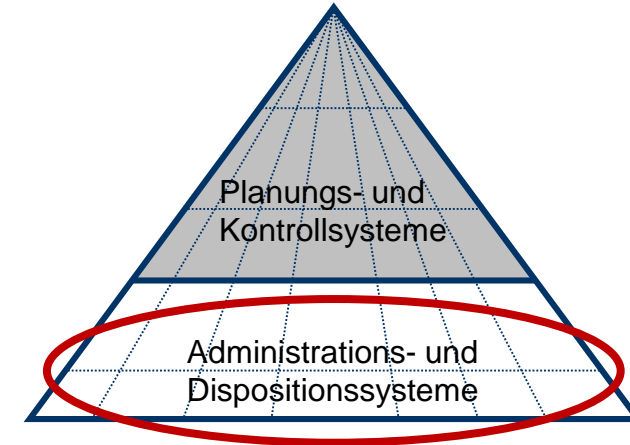 Planungs- und
Kontrollsysteme
Administrations- und
Dispositionssysteme